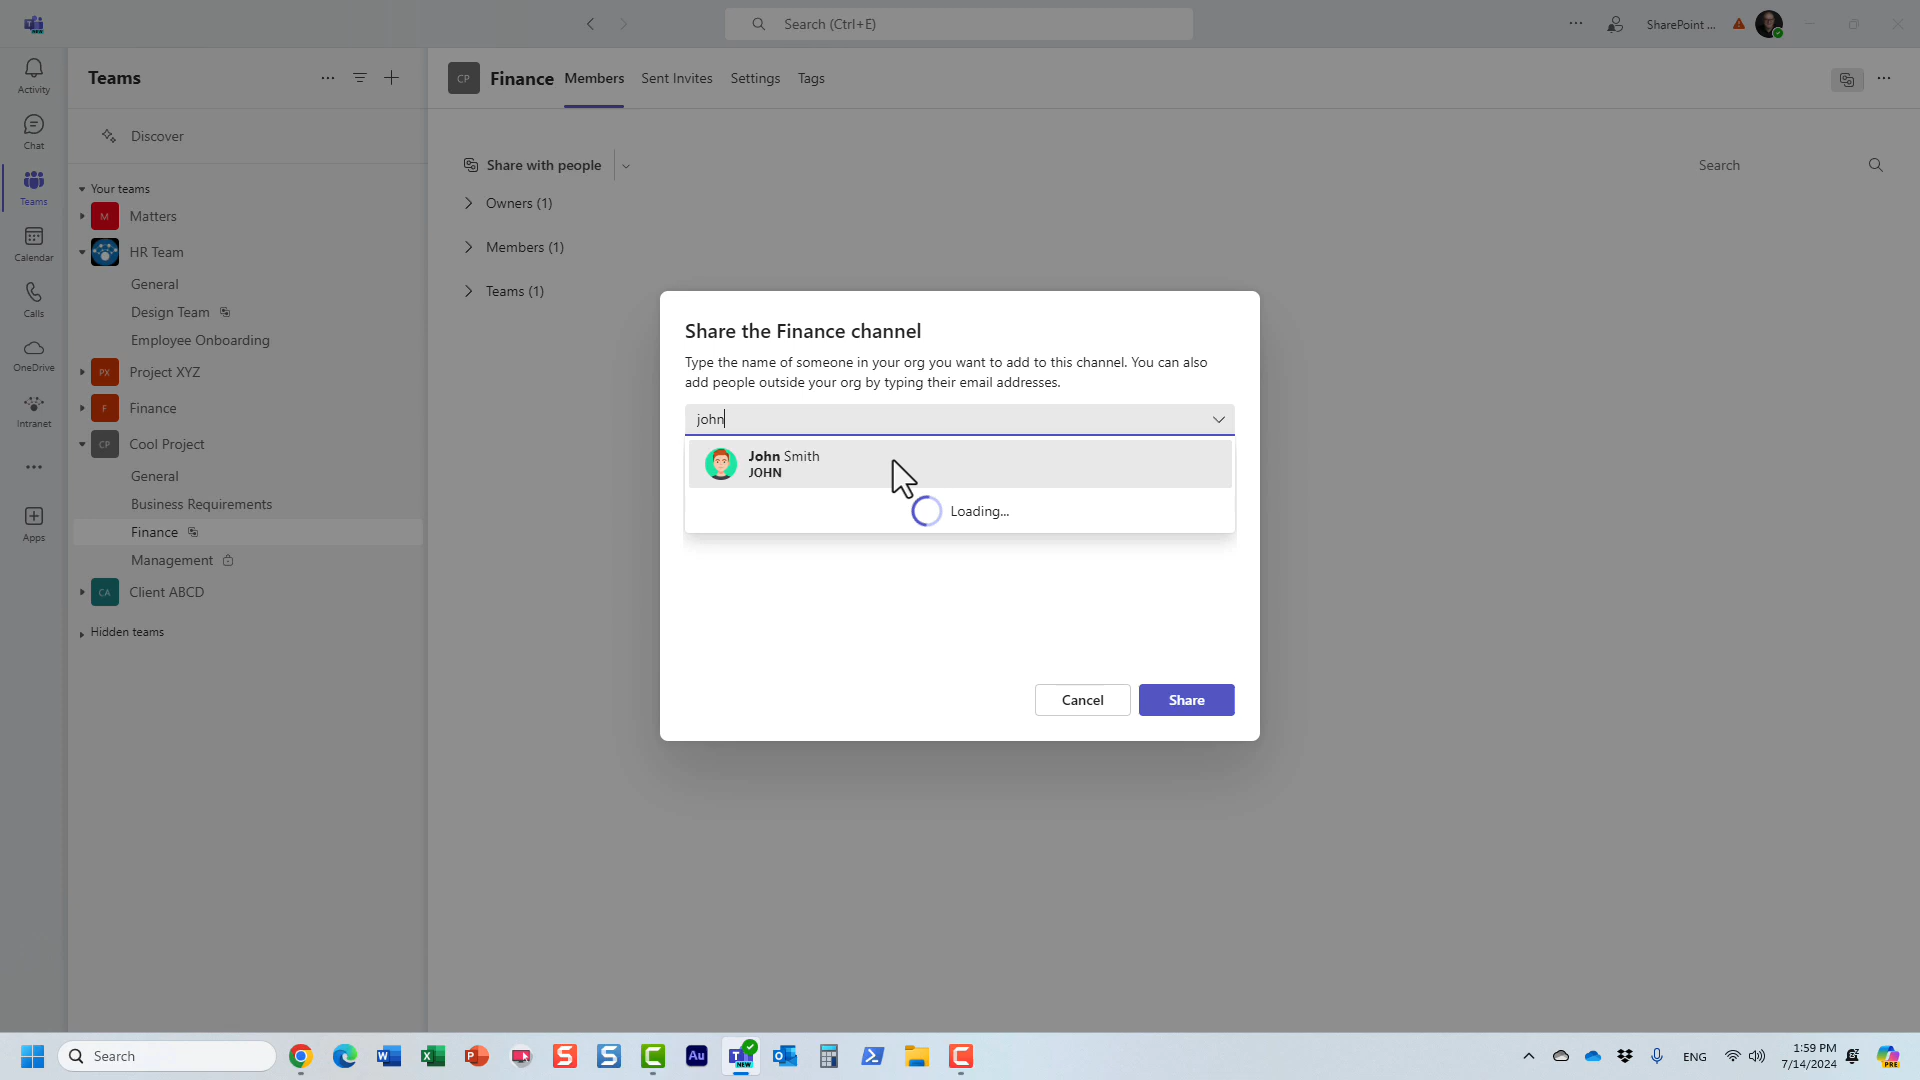 Search (Ctrl+E)
SharePoint ...
Activity
Chat
Teams
Calendar
Calls
OneDrive
Intranet
Apps
Teams
Discover
Your teams
M Matters
HR Team
General
Design Team
Employee Onboarding
PX Project XYZ
F Finance
CP Cool Project
General
Business Requirements
Finance
Management
CA Client ABCD
Hidden teams
CP Finance Members Sent Invites Settings Tags
Share with people
Search
Owners (1)
Members (1)
Teams (1)
Share the Finance channel
Type the name of someone in your org you want to add to this channel. You can also
add people outside your org by typing their email addresses.
john
John Smith
JOHN
Loading...
Cancel
Share
Search
Au
NEW
ENG
1:59 PM
7/14/2024
PRE